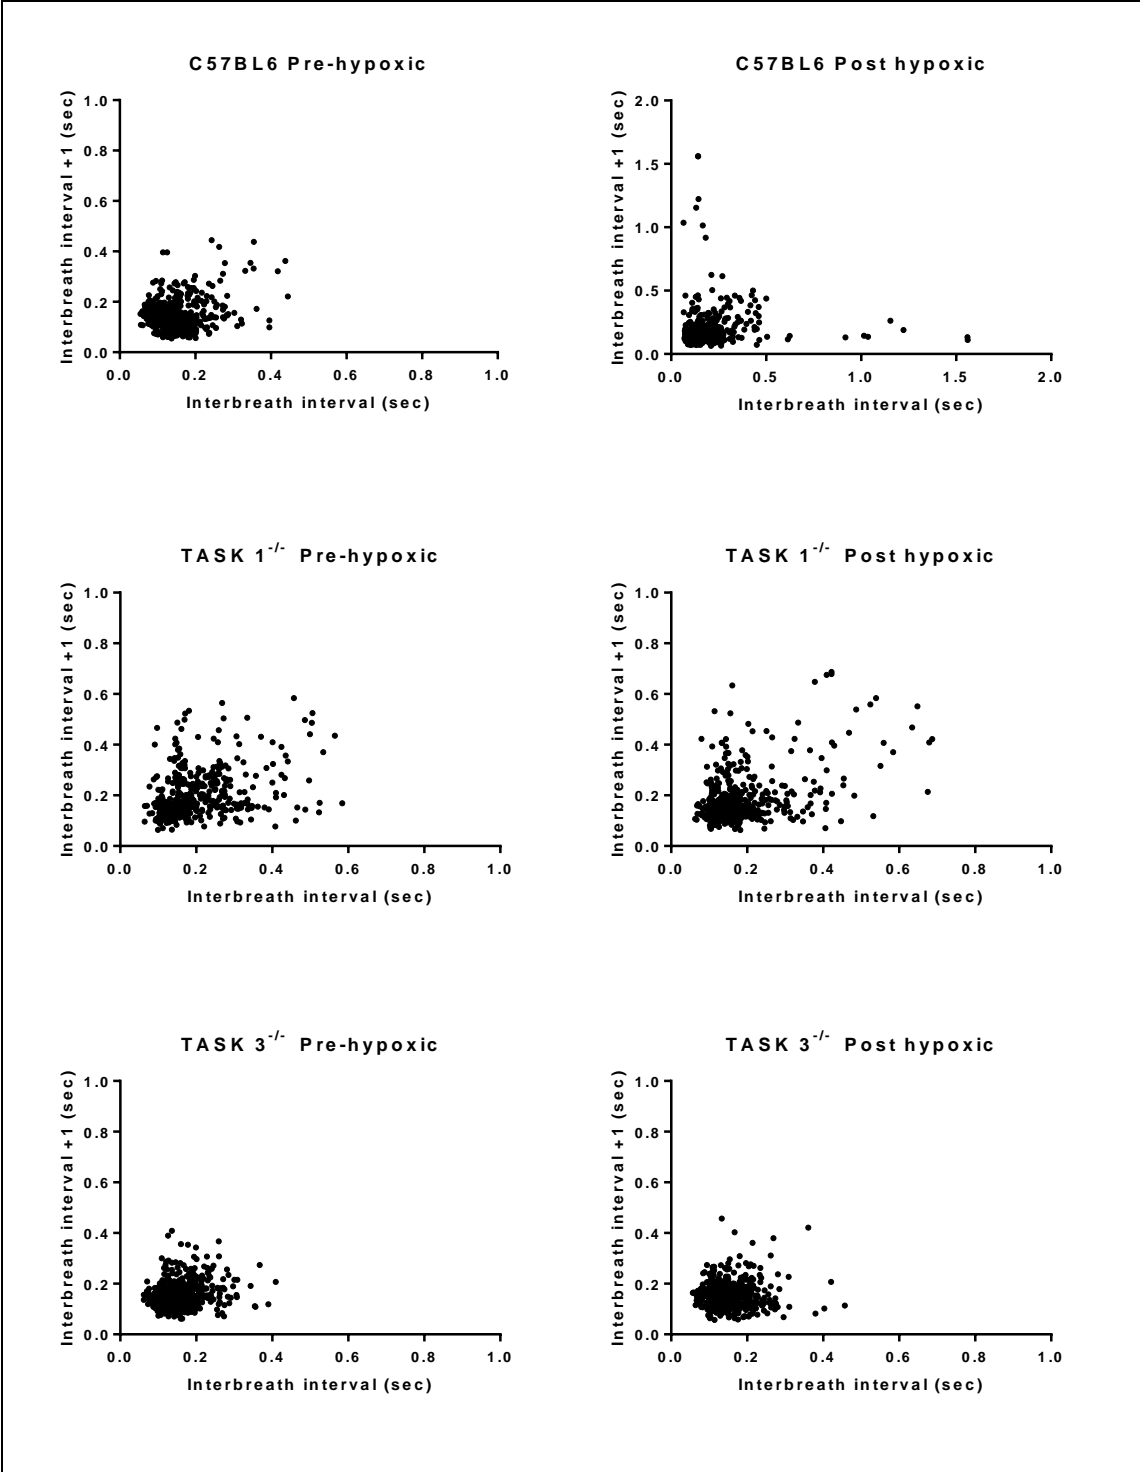 C57BL6 Pre-hypoxic
Interbreath interval +1 (sec)
1.0
0.8
0.6
0.4
0.2
0.0
0.0 0.2 0.4 0.6 0.8 1.0
Interbreath interval (sec)
C57BL6 Post hypoxic
Interbreath interval +1 (sec)
2.0
1.5
1.0
0.5
0.0
0.0 0.5 1.0 1.5 2.0
Interbreath interval (sec)
TASK 1-/- Pre-hypoxic
Interbreath interval +1 (sec)
1.0
0.8
0.6
0.4
0.2
0.0
0.0 0.2 0.4 0.6 0.8 1.0
Interbreath interval (sec)
TASK 1-/- Post hypoxic
Interbreath interval +1 (sec)
1.0
0.8
0.6
0.4
0.2
0.0
0.0 0.2 0.4 0.6 0.8 1.0
Interbreath interval (sec)
TASK 3-/- Pre-hypoxic
Interbreath interval +1 (sec)
1.0
0.8
0.6
0.4
0.2
0.0
0.0 0.2 0.4 0.6 0.8 1.0
Interbreath interval (sec)
TASK 3-/- Post hypoxic
Interbreath interval +1 (sec)
1.0
0.8
0.6
0.4
0.2
0.0
0.0 0.2 0.4 0.6 0.8 1.0
Interbreath interval (sec)